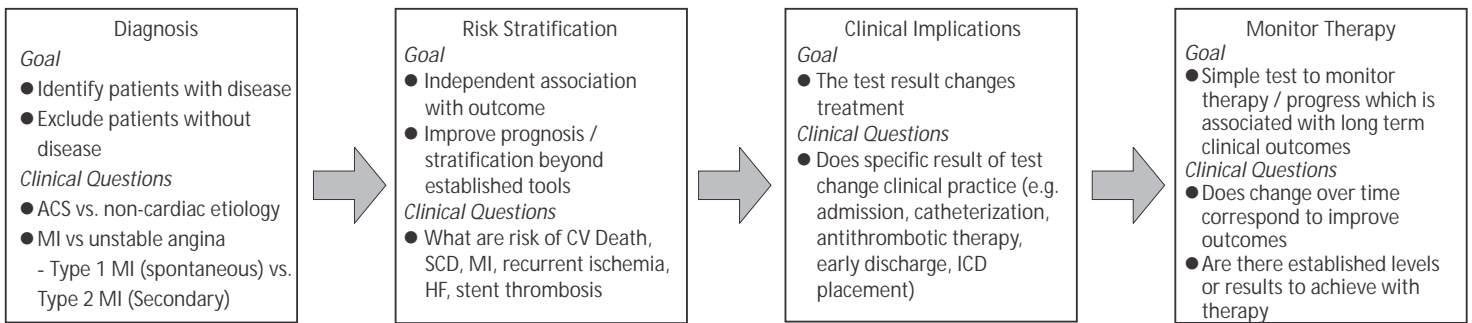 Diagnosis
Goal
● Identify patients with disease
● Exclude patients without
disease
Clinical Questions
● ACS vs. non-cardiac etiology
● MI vs unstable angina
- Type 1 MI (spontaneous) vs.
Type 2 MI (Secondary)
Risk Stratification
Goal
● Independent association
with outcome
● Improve prognosis /
stratification beyond
established tools
Clinical Questions
● What are risk of CV Death,
SCD, MI, recurrent ischemia,
HF, stent thrombosis
Clinical Implications
Goal
● The test result changes
treatment
Clinical Questions
● Does specific result of test
change clinical practice (e.g.
admission, catheterization,
antithrombotic therapy,
early discharge, ICD
placement)
Monitor Therapy
Goal
● Simple test to monitor
therapy / progress which is
associated with long term
clinical outcomes
Clinical Questions
● Does change over time
correspond to improve
outcomes
● Are there established levels
or results to achieve with
therapy